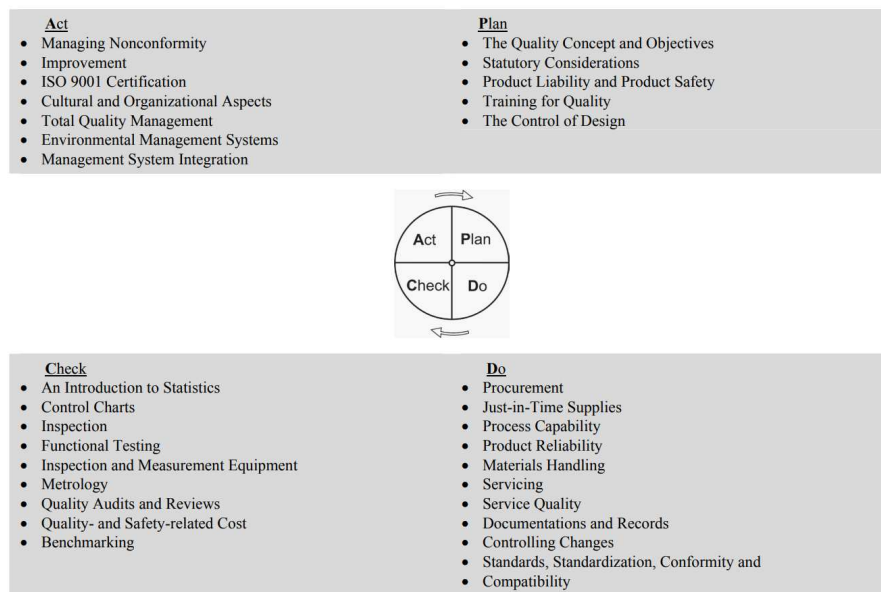 Act
• Managing Nonconformity
• Improvement
• ISO 9001 Certification
• Cultural and Organizational Aspects
• Total Quality Management
• Environmental Management Systems
• Management System Integration
Plan
• The Quality Concept and Objectives
• Statutory Considerations
• Product Liability and Product Safety
• Training for Quality
• The Control of Design
Act Plan
Check Do
Check
• An Introduction to Statistics
• Control Charts
• Inspection
• Functional Testing
• Inspection and Measurement Equipment
• Metrology
• Quality Audits and Reviews
• Quality- and Safety-related Cost
• Benchmarking
Do
• Procurement
• Just-in-Time Supplies
• Process Capability
• Product Reliability
• Materials Handling
• Servicing
• Service Quality
• Documentations and Records
• Controlling Changes
• Standards, Standardization, Conformity and
• Compatibility